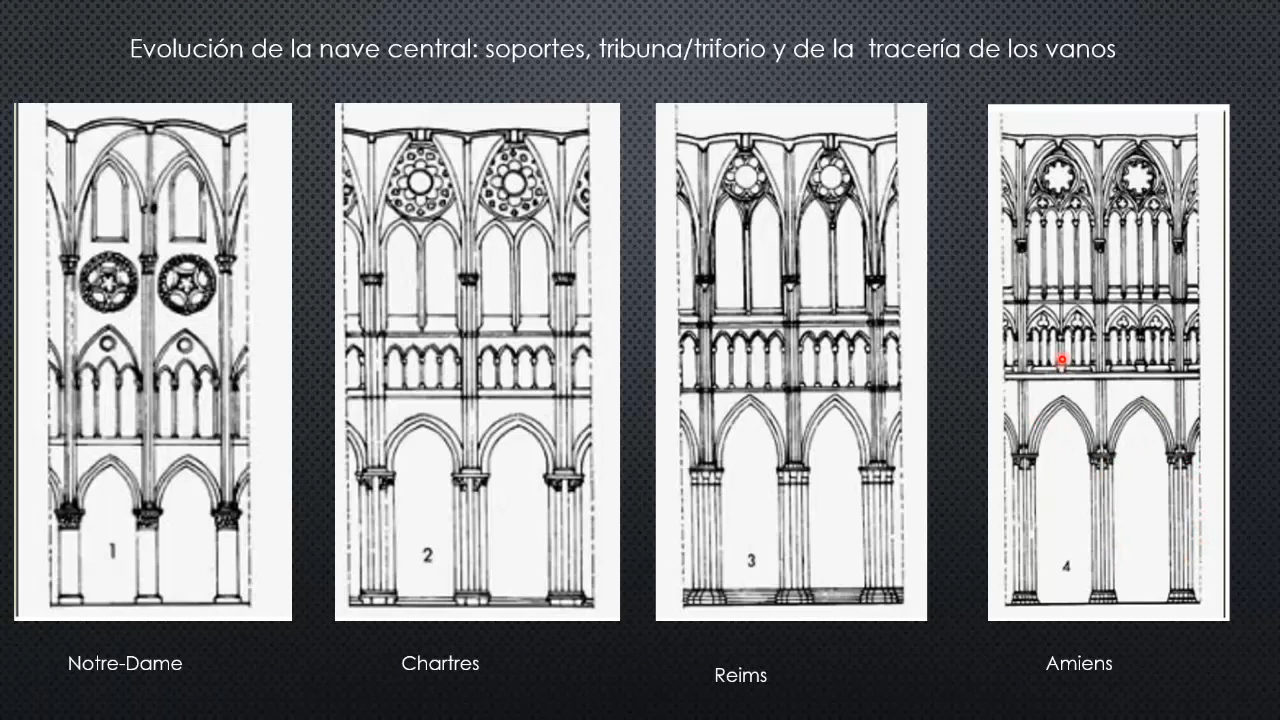 Evolución de la nave central: soportes, tribuna/triforio y de la  tracería de los vanos
1
2
3
4
Notre-Dame
Chartres
Reims
Amiens